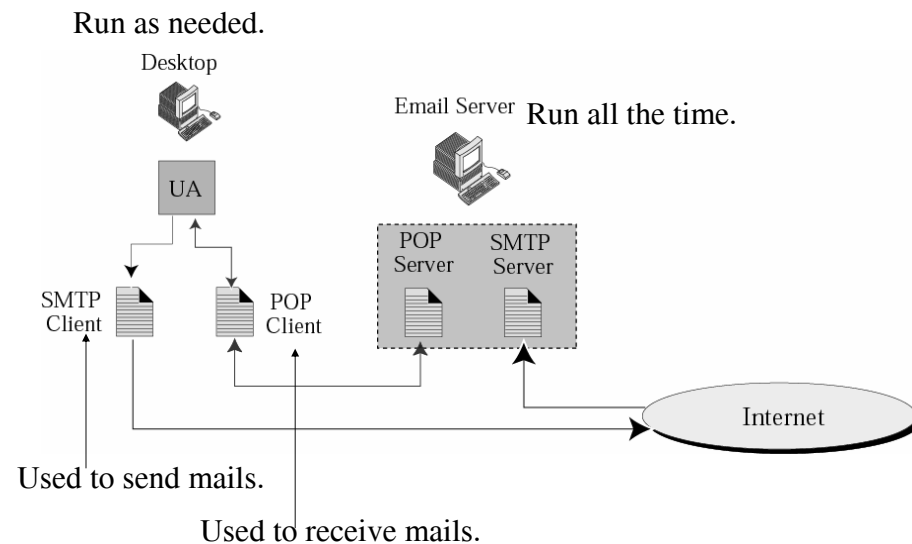 Run as needed.
Desktop
Email Server
Run all the time.
UA
POP
Server
SMTP
Server
SMTP
Client
POP
Client
Internet
Used to send mails.
Used to receive mails.